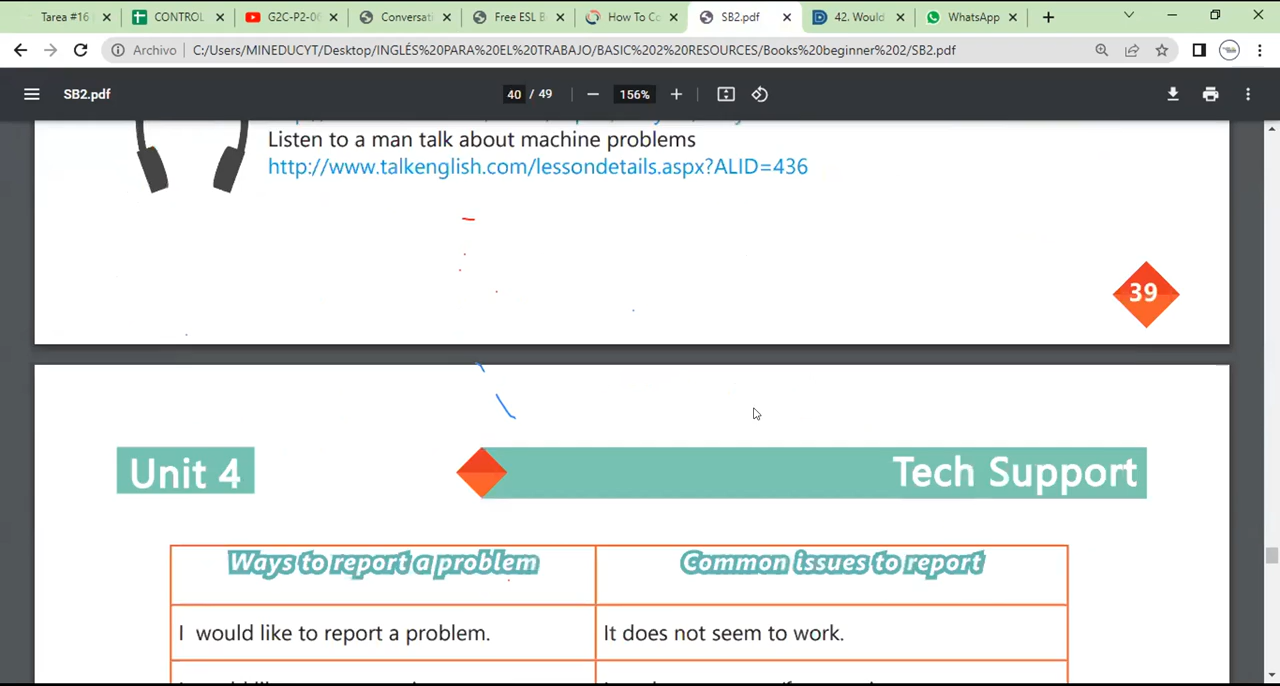 Tarea #16
CONTROL
G2C-P2-0
Conversati
Free ESL B
How To Co
SB2.pdf
42. Would
WhatsApp
Archivo
C:/Users/MINEDUCYT/Desktop/INGLÉS%20PARA%20EL%20TRABAJO/BASIC%202%20RESOURCES/Books%20beginner%202/SB2.pdf
SB2.pdf
40 / 49
156%
Listen to a man talk about machine problems
http://www.talkenglish.com/lessondetails.aspx?ALID=436
39
Unit 4
Tech Support
Ways to report a problem
Common issues to report
I would like to report a problem.
It does not seem to work.